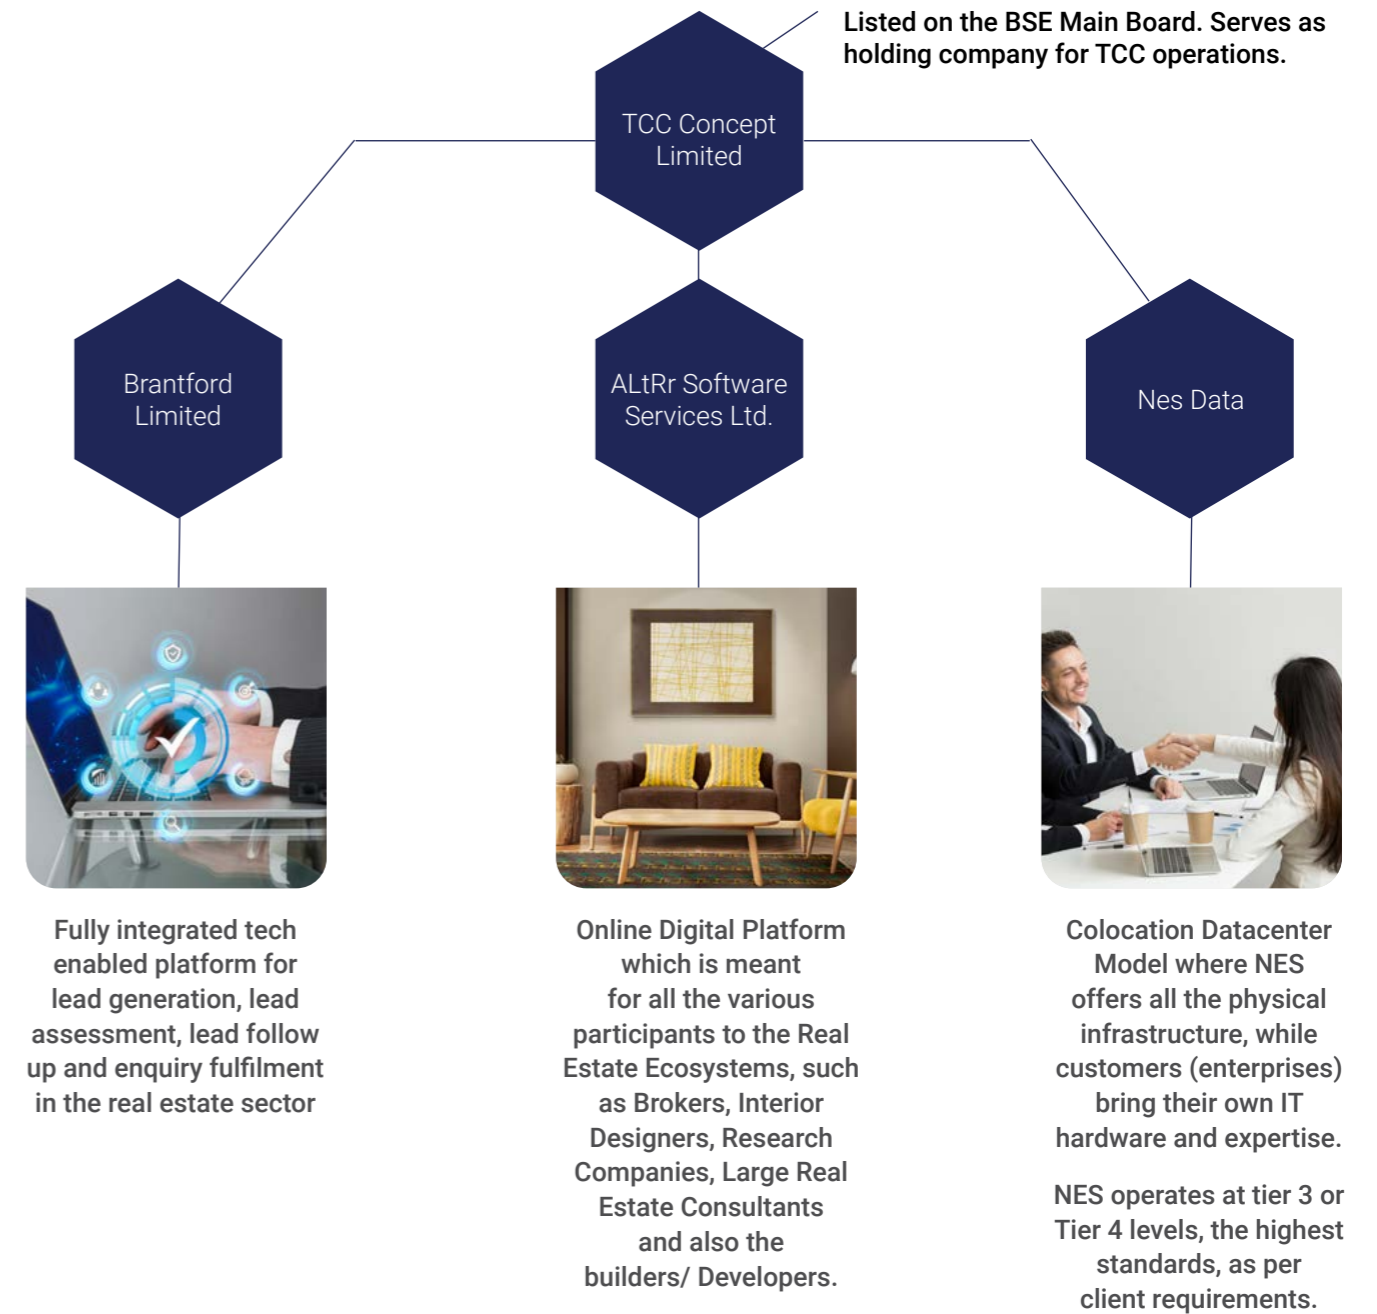 Listed on the BSE Main Board. Serves as
holding company for TCC operations.
TCC Concept
Limited
Brantford
Limited
ALtRr Software
Services Ltd.
Nes Data
Fully integrated tech
enabled platform for
lead generation, lead
assessment, lead follow
up and enquiry fulfilment
in the real estate sector
Online Digital Platform
which is meant
for all the various
participants to the Real
Estate Ecosystems, such
as Brokers, Interior
Designers, Research
Companies, Large Real
Estate Consultants
and also the
builders/ Developers.
Colocation Datacenter
Model where NES
offers all the physical
infrastructure, while
customers (enterprises)
bring their own IT
hardware and expertise.
NES operates at tier 3 or
Tier 4 levels, the highest
standards, as per
client requirements.